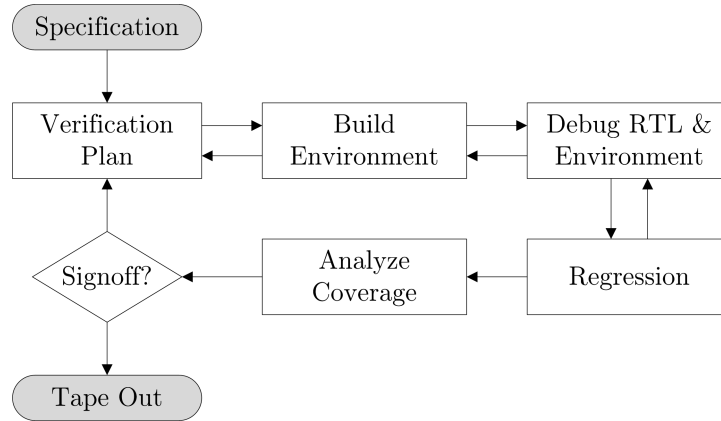 Specification
Verification
Plan
Build
Environment
Debug RTL &
Environment
Signoff?
Analyze
Coverage
Regression
Tape Out